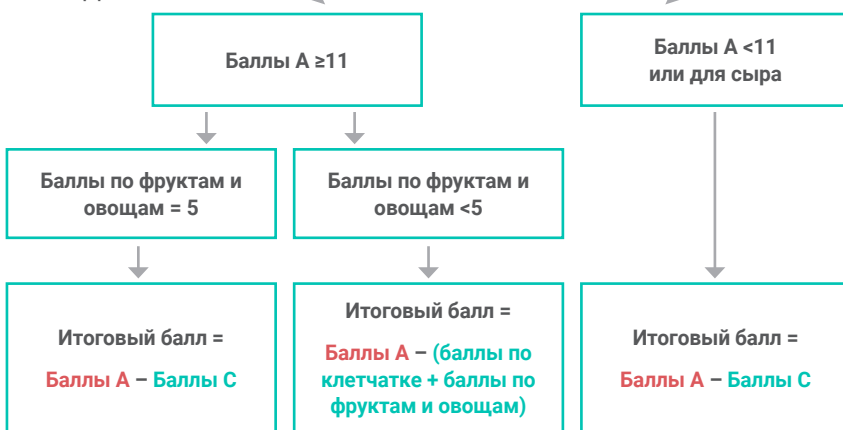 Баллы А ≥11
Баллы А <11
или для сыра
Баллы по фруктам и
овощам = 5
Баллы по фруктам и
овощам <5
Итоговый балл =
Баллы А – Баллы С
Итоговый балл =
Баллы А – (баллы по
клетчатке + баллы по
фруктам и овощам)
Итоговый балл =
Баллы А – Баллы С